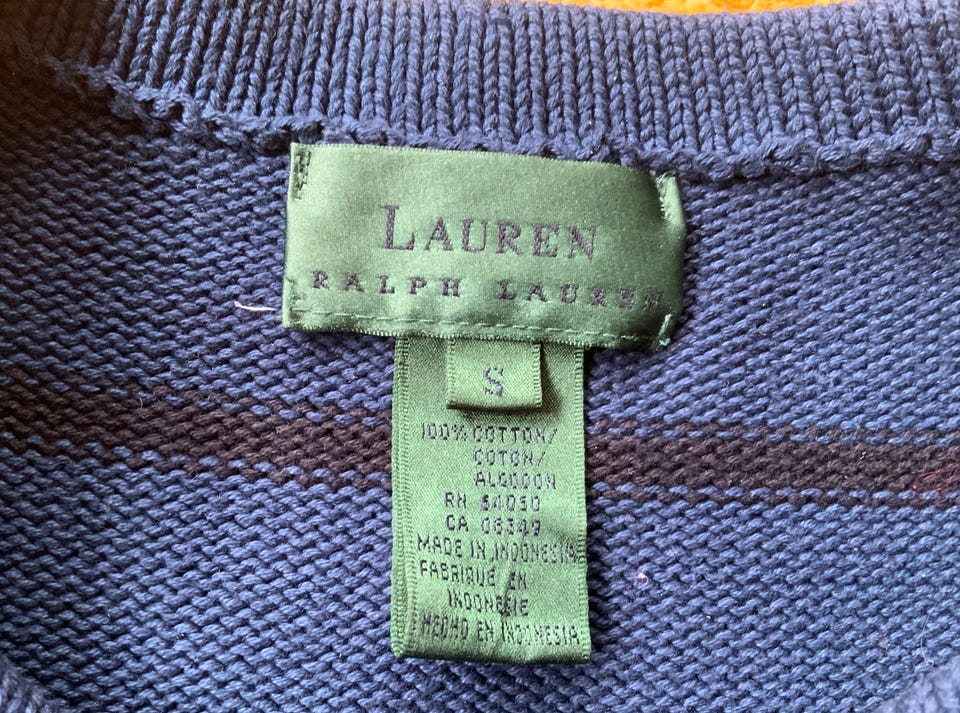 LAUREN
RALPH LAUREN
S
100% COTTON/
COTON/
ALGODON
RN 54050
CA 06349
MADE IN INDONESIA
FABRIQUE EN
INDONESIE
HECHO EN INDONESIA